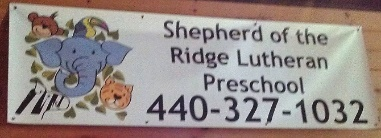 Shepherd of the
Ridge Lutheran
Preschool
440-327-1032